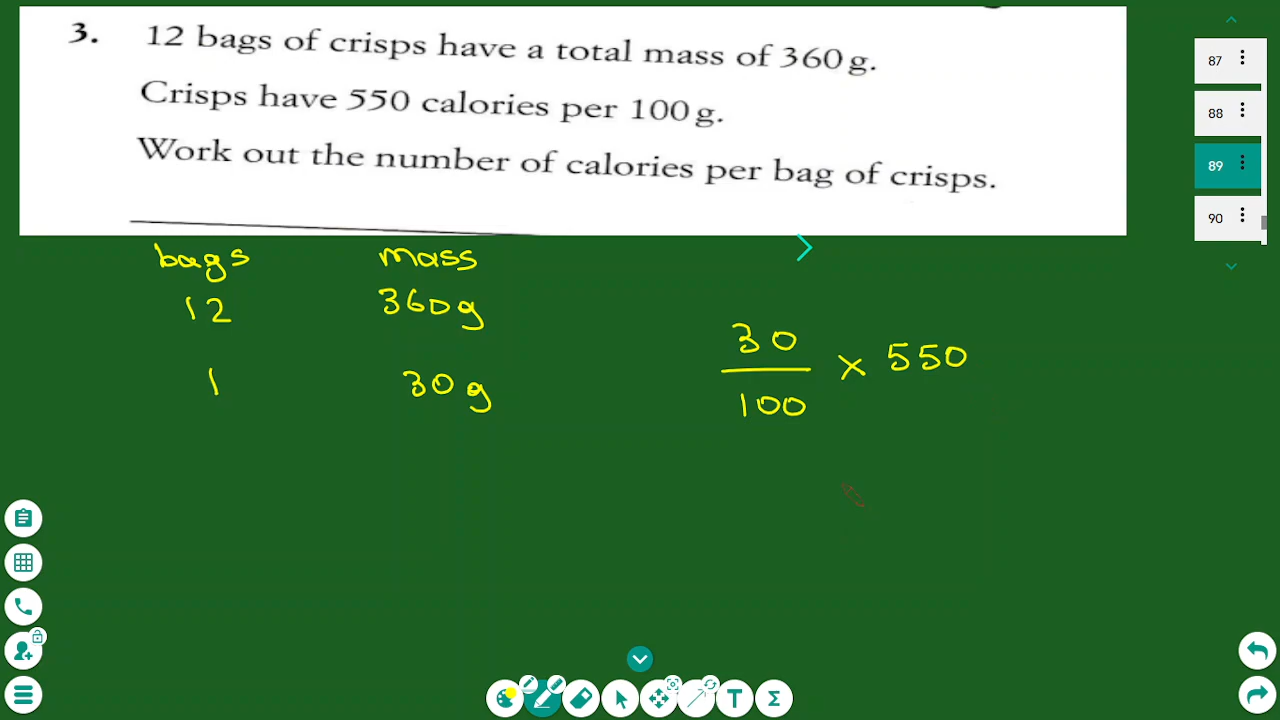 3. 12 bags of crisps have a total mass of 360 g.
Crisps have 550 calories per 100 g.
Work out the number of calories per bag of crisps.
bags mass
12 360g
1 30g
30
100
× 550
87
88
89
90
T
Σ